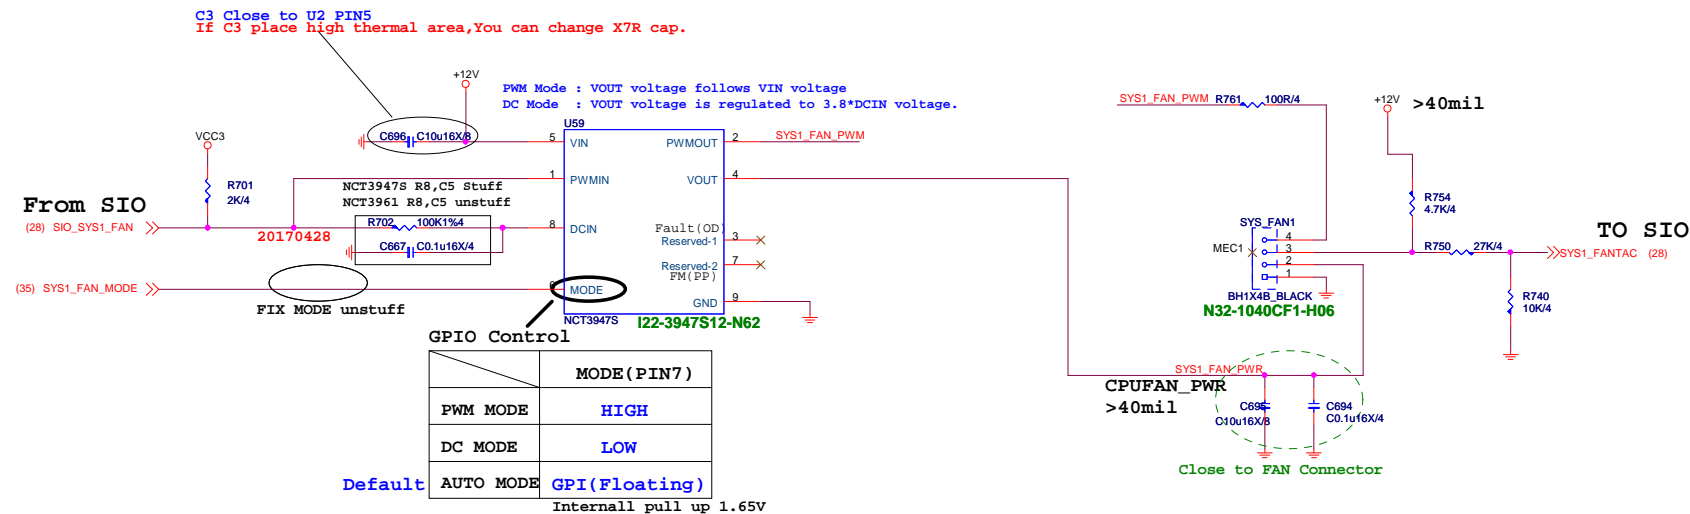 C3 Close to U2 PIN5
If C3 place high thermal area,You can change X7R cap.
+12V
PWM Mode : VOUT voltage follows VIN voltage
DC Mode : VOUT voltage is regulated to 3.8*DCIN voltage.
SYS1_FAN_PWM R761 100R/4
+12V >40mil
U59
VCC3
C696 C10u16X/8
5 VIN
PWMOUT 2 SYS1_FAN_PWM
1 PWMIN
VOUT 4
R701
2K/4
NCT3947S R8,C5 Stuff
NCT3961 R8,C5 unstuff
R754
4.7K/4
From SIO
(28) SIO_SYS1_FAN
20170428
R702 100K1%4
C667 C0.1u16X/4
8 DCIN
Fault(OD)
Reserved-1 3
Reserved-2 7
FM(PP)
SYS_FAN1
4
3
2
1
MEC1
BH1X4B_BLACK
N32-1040CF1-H06
R750 27K/4
TO SIO
SYS1_FANTAC (28)
R740
10K/4
(35) SYS1_FAN_MODE
FIX MODE unstuff
MODE
GND 9
NCT3947S
I22-3947S12-N62
GPIO Control
MODE(PIN7)
PWM MODE HIGH
DC MODE LOW
Default AUTO MODE GPI(Floating)
Internall pull up 1.65V
SYS1_FAN_PWR
CPUFAN_PWR
>40mil
C695
C10u16X/8
C694
C0.1u16X/4
Close to FAN Connector